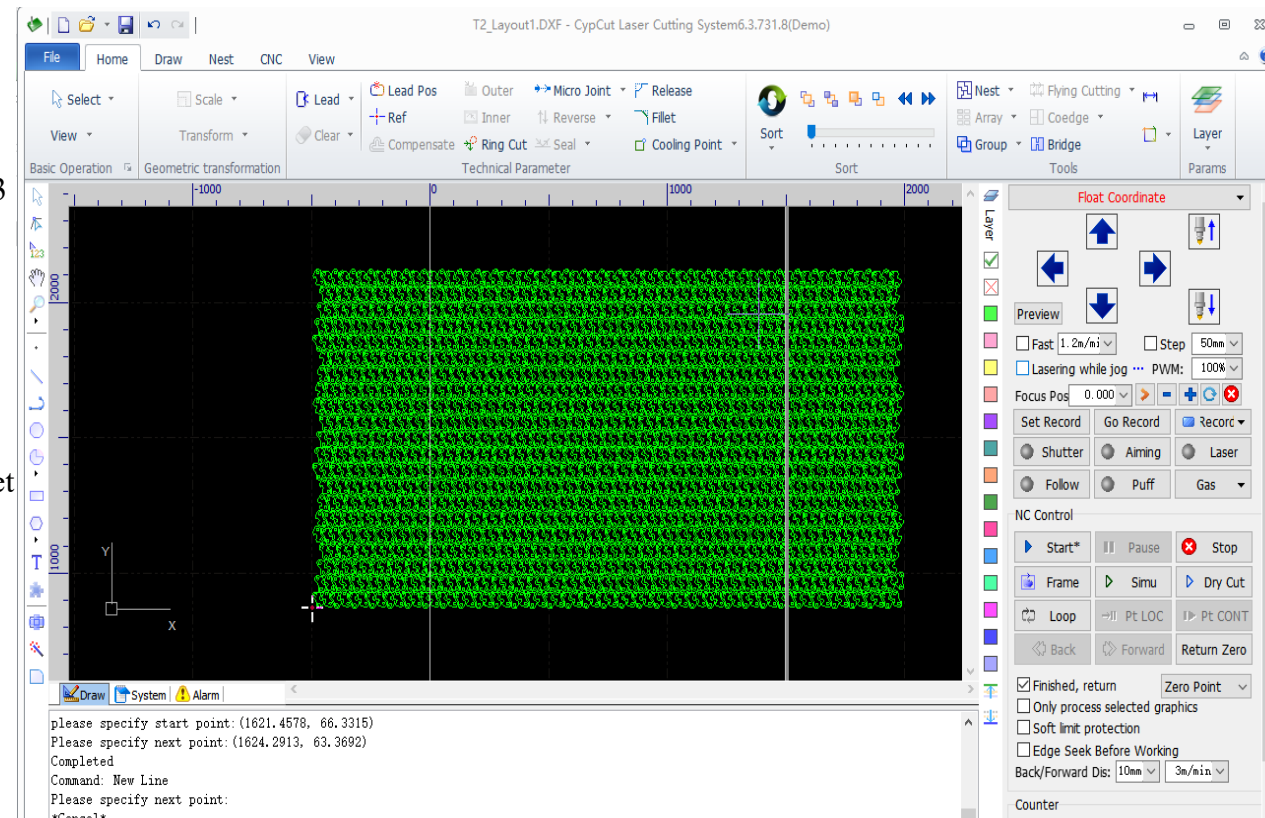 T2_Layout1.DXF - CypCut Laser Cutting System6.3.731.8(Demo)
File Home Draw Nest CNC View
Select Scale Lead Lead Pos Outer Micro Joint Release Nest Flying Cutting
Ref Inner Reverse Fillet Array Coedge
View Transform Clear Compensate Ring Cut Seal Cooling Point Sort Group Bridge Layer
Basic Operation Geometric transformation Technical Parameter Sort Tools Params
3
-1000 0 1000 2000
Float Coordinate
Layer
123
2000
Preview
Fast 1.2m/mi Step 50mm
Lasering while jog ··· PWM: 100%
Focus Pos 0.000
Set Record Go Record Record
Shutter Aiming Laser
et
Follow Puff Gas
NC Control
Y
1000
T
Start* Pause Stop
Frame Simu Dry Cut
X
Loop Pt LOC Pt CONT
Back Forward Return Zero
Draw System Alarm
Finished, return Zero Point
Only process selected graphics
Soft limit protection
Edge Seek Before Working
Back/Forward Dis: 10mm 3m/min
Counter
please specify start point:(1621.4578, 66.3315)
Please specify next point:(1624.2913, 63.3692)
Completed
Command: New Line
Please specify next point:
*Cancel*